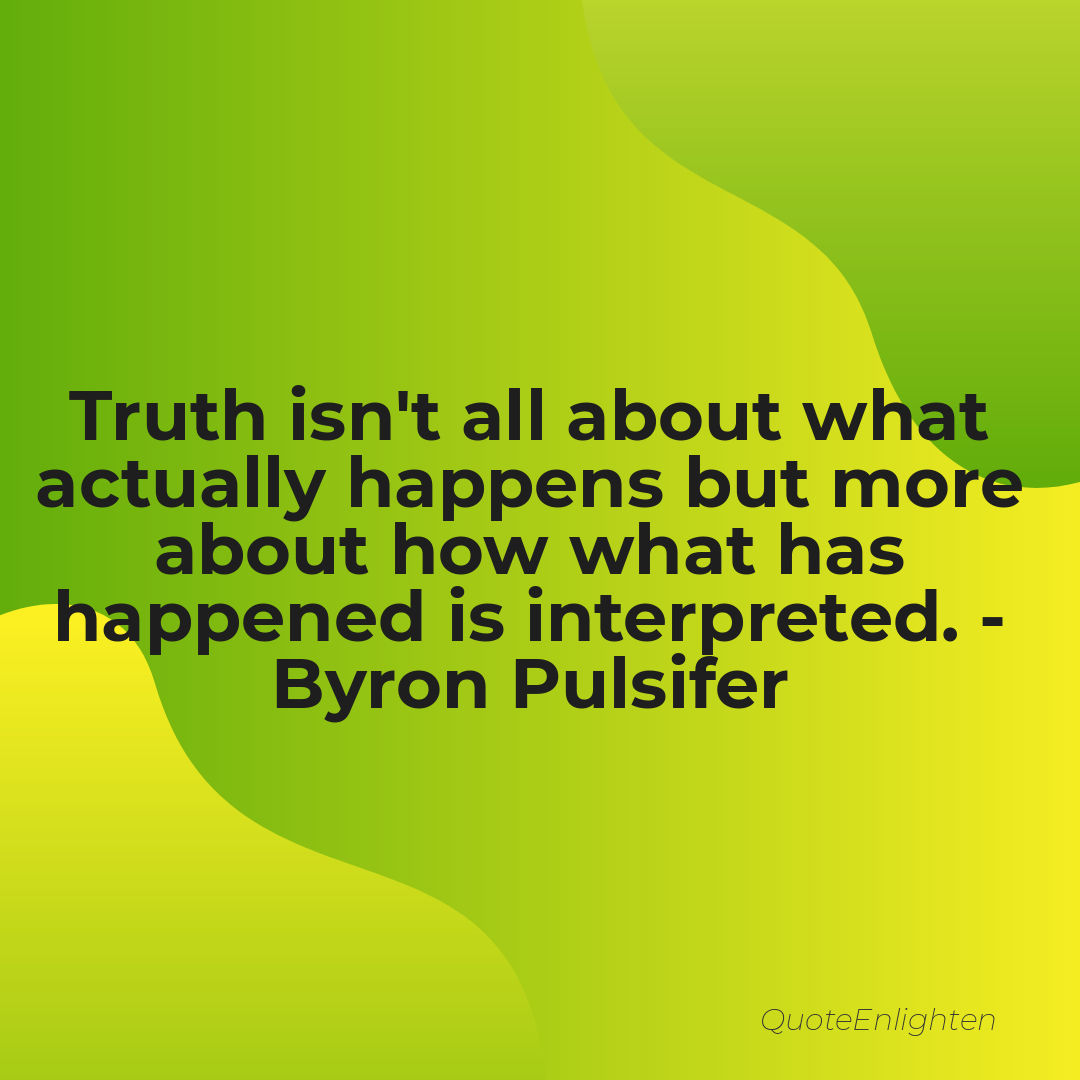 Truth isn't all about what
actually happens but more
about how what has
happened is interpreted. -
Byron Pulsifer
QuoteEnlighten